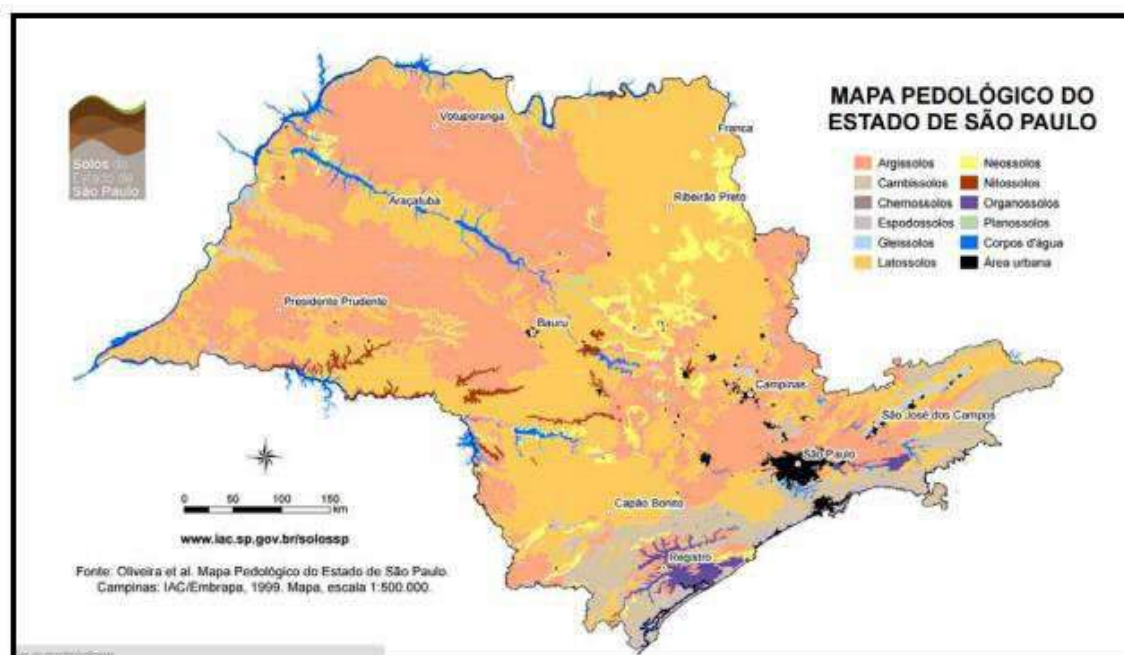 MAPA PEDOLÓGICO DO
ESTADO DE SÃO PAULO
Argissolos
Cambissolos
Chernossolos
Espodossolos
Gleissolos
Latossolos
Neossolos
Nitossolos
Organossolos
Planossolos
Corpos d'água
Área urbana
Solos do
Estado de
São Paulo
Votuporanga
Franca
Araçatuba
Ribeirão Preto
Presidente Prudente
Bauru
Campinas
São José dos Campos
São Paulo
Capão Bonito
Registro
0 50 100 150
km
www.iac.sp.gov.br/solossp
Fonte: Oliveira et al. Mapa Pedológico do Estado de São Paulo.
Campinas: IAC/Embrapa, 1999. Mapa, escala 1:500.000.